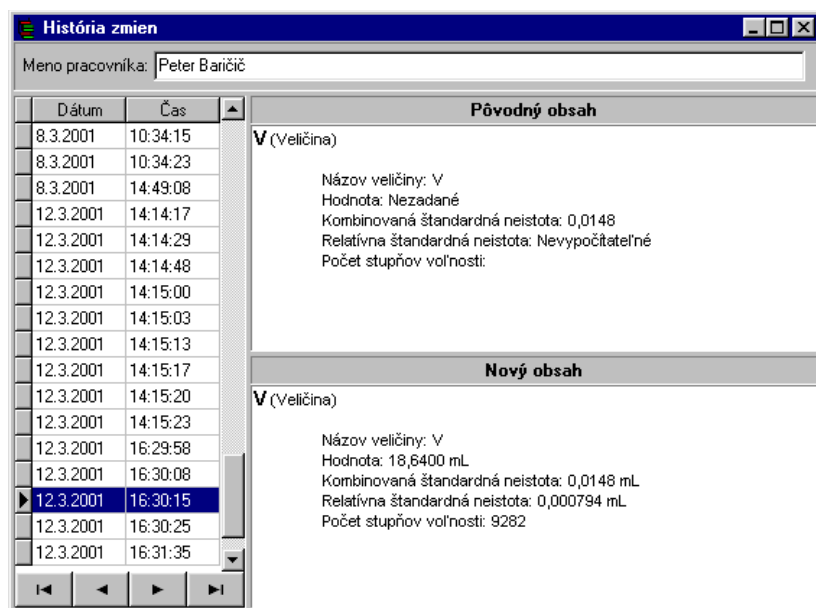 História zmien
Meno pracovníka: Peter Baričič
Dátum Čas
8.3.2001 10:34:15
8.3.2001 10:34:23
8.3.2001 14:49:08
12.3.2001 14:14:17
12.3.2001 14:14:29
12.3.2001 14:14:48
12.3.2001 14:15:00
12.3.2001 14:15:03
12.3.2001 14:15:13
12.3.2001 14:15:17
12.3.2001 14:15:20
12.3.2001 14:15:23
12.3.2001 16:29:58
12.3.2001 16:30:08
12.3.2001 16:30:15
12.3.2001 16:30:25
12.3.2001 16:31:35
Pôvodný obsah
V (Veličina)
Názov veličiny: V
Hodnota: Nezadané
Kombinovaná štandardná neistota: 0,0148
Relatívna štandardná neistota: Nevypočítateľné
Počet stupňov voľnosti:
Nový obsah
V (Veličina)
Názov veličiny: V
Hodnota: 18,6400 mL
Kombinovaná štandardná neistota: 0,0148 mL
Relatívna štandardná neistota: 0,000794 mL
Počet stupňov voľnosti: 9282